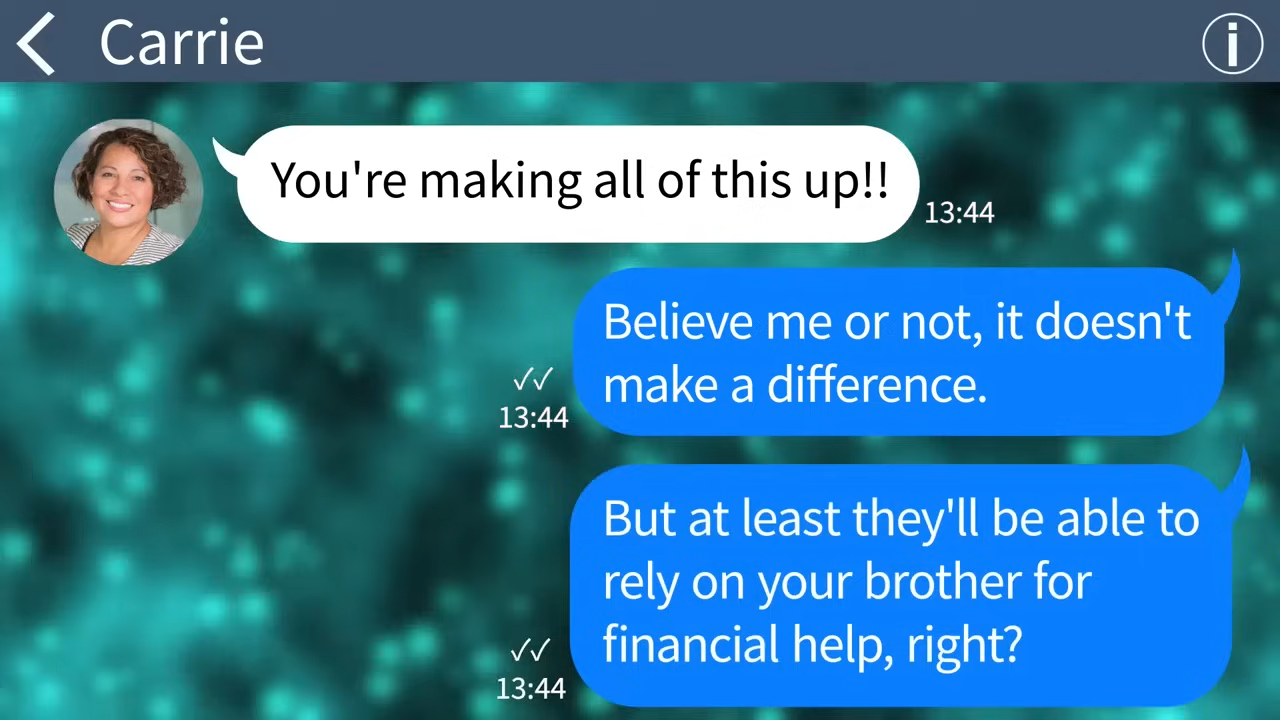 Carrie
You're making all of this up!!
13:44
Believe me or not, it doesn't
make a difference.
✓✓
13:44
But at least they'll be able to
rely on your brother for
financial help, right?
✓✓
13:44